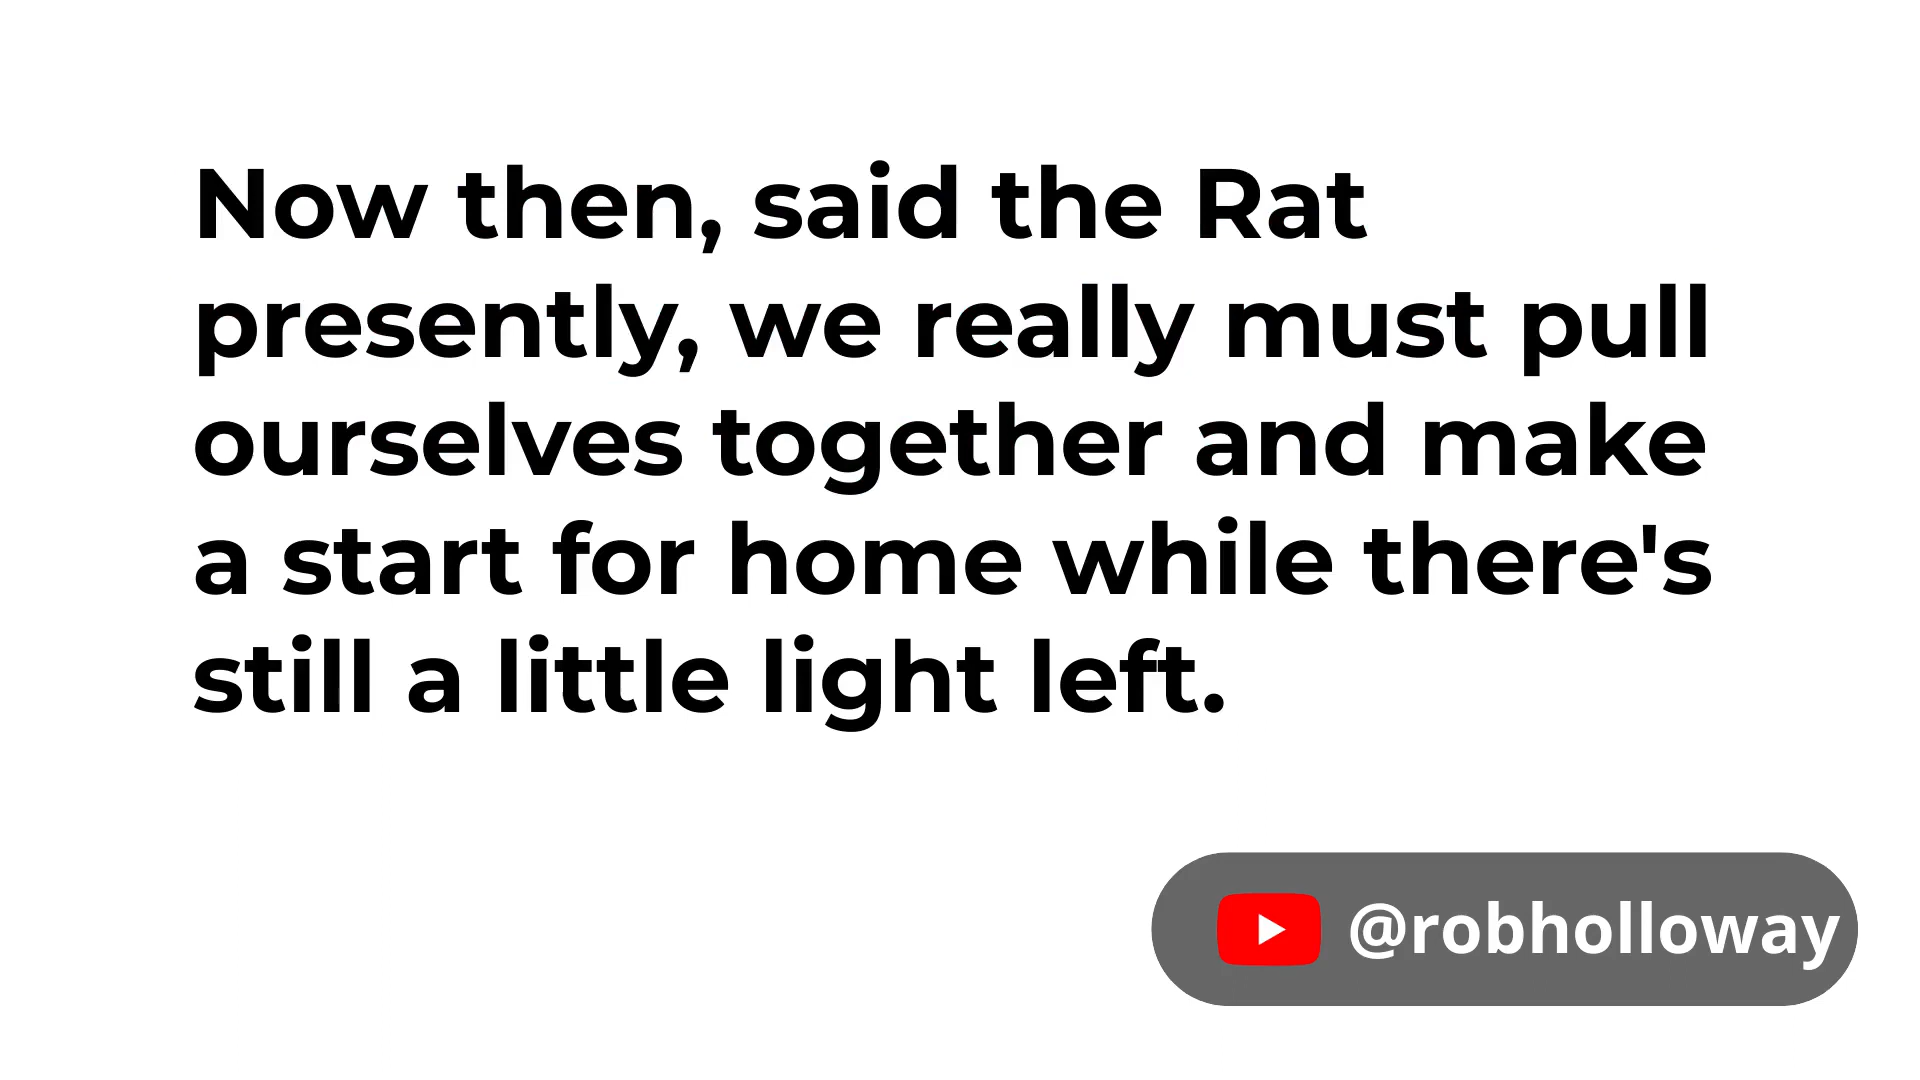 Now then, said the Rat
presently, we really must pull
ourselves together and make
a start for home while there's
still a little light left.
@robholloway